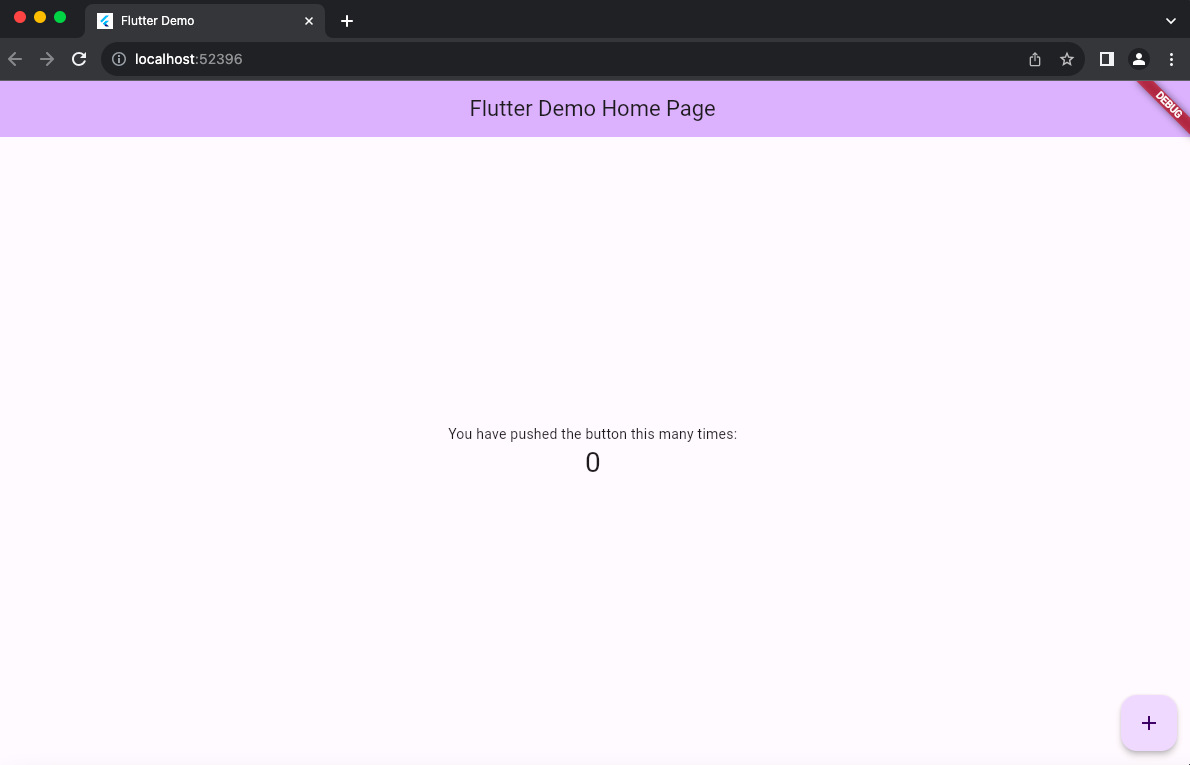 Flutter Demo
localhost:52396
Flutter Demo Home Page
DEBUG
You have pushed the button this many times:
0